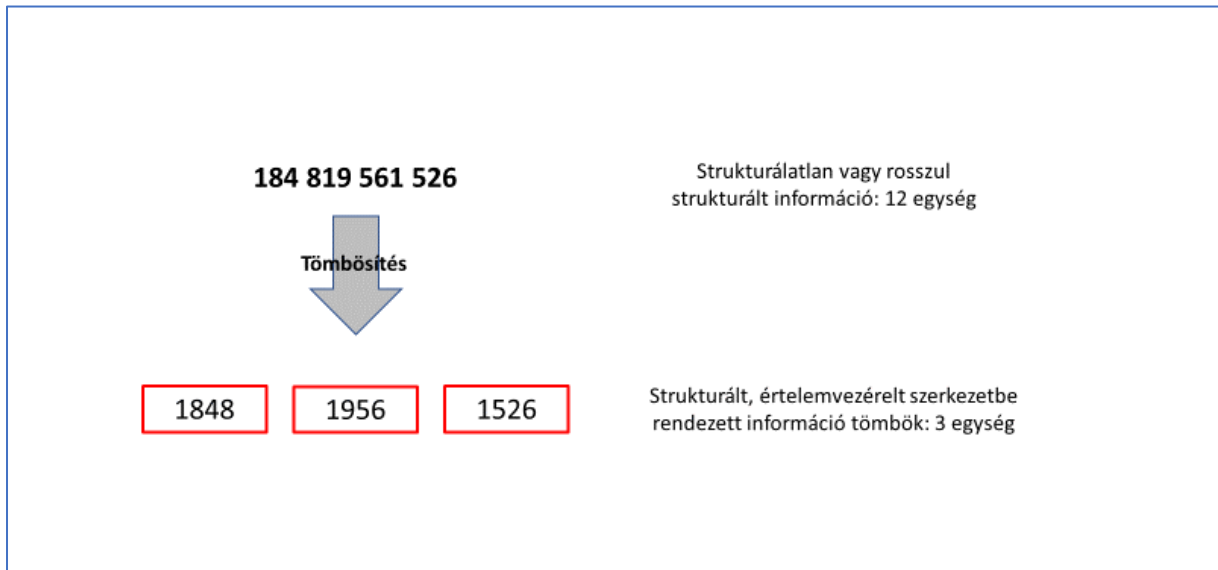 184 819 561 526
Strukturálatlan vagy rosszul
strukturált információ: 12 egység
Tömbösítés
1848
1956
1526
Strukturált, értelemvezérelt szerkezetbe
rendezett információ tömbök: 3 egység